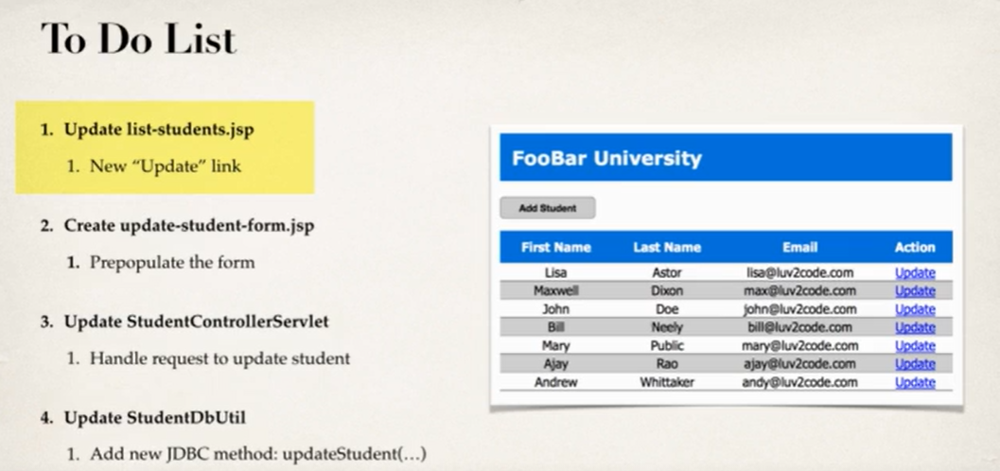 To Do List
1. Update list-students.jsp
1. New “Update” link
2. Create update-student-form.jsp
1. Prepopulate the form
3. Update StudentControllerServlet
1. Handle request to update student
4. Update StudentDbUtil
1. Add new JDBC method: updateStudent(...)
FooBar University
Add Student
First Name Last Name Email Action
Lisa Astor lisa@luv2code.com Update
Maxwell Dixon max@luv2code.com Update
John Doe john@luv2code.com Update
Bill Neely bill@luv2code.com Update
Mary Public mary@luv2code.com Update
Ajay Rao ajay@luv2code.com Update
Andrew Whittaker andy@luv2code.com Update